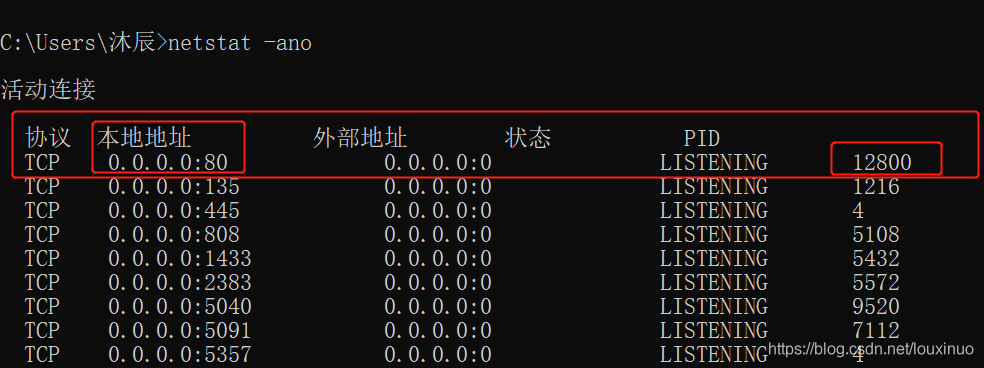 C:\Users\沐辰>netstat -ano
活动连接
协议 本地地址 外部地址 状态 PID
TCP 0.0.0.0:80 0.0.0.0:0 LISTENING 12800
TCP 0.0.0.0:135 0.0.0.0:0 LISTENING 1216
TCP 0.0.0.0:445 0.0.0.0:0 LISTENING 4
TCP 0.0.0.0:808 0.0.0.0:0 LISTENING 5108
TCP 0.0.0.0:1433 0.0.0.0:0 LISTENING 5432
TCP 0.0.0.0:2383 0.0.0.0:0 LISTENING 5572
TCP 0.0.0.0:5040 0.0.0.0:0 LISTENING 9520
TCP 0.0.0.0:5091 0.0.0.0:0 LISTENING 7112
TCP 0.0.0.0:5357 0.0.0.0:0 LISTENING 4
https://blog.csdn.net/louxinuo